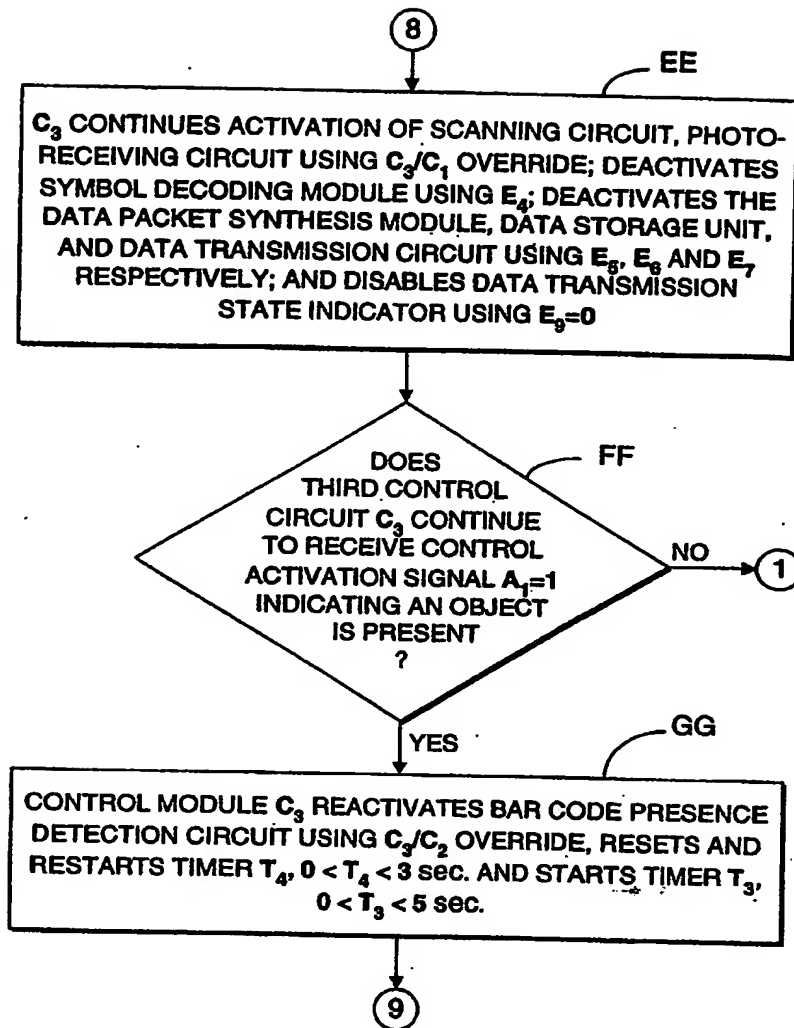 8
EE
C3 CONTINUES ACTIVATION OF SCANNING CIRCUIT, PHOTO-
RECEIVING CIRCUIT USING C3/C1 OVERRIDE; DEACTIVATES
SYMBOL DECODING MODULE USING E4; DEACTIVATES THE
DATA PACKET SYNTHESIS MODULE, DATA STORAGE UNIT,
AND DATA TRANSMISSION CIRCUIT USING E5, E6 AND E7
RESPECTIVELY; AND DISABLES DATA TRANSMISSION
STATE INDICATOR USING E9=0
FF
DOES
THIRD CONTROL
CIRCUIT C3 CONTINUE
TO RECEIVE CONTROL
ACTIVATION SIGNAL A1=1
INDICATING AN OBJECT
IS PRESENT
?
NO
1
YES
GG
CONTROL MODULE C3 REACTIVATES BAR CODE PRESENCE
DETECTION CIRCUIT USING C3/C2 OVERRIDE, RESETS AND
RESTARTS TIMER T4, 0 < T4 < 3 sec. AND STARTS TIMER T3,
0 < T3 < 5 sec.
9